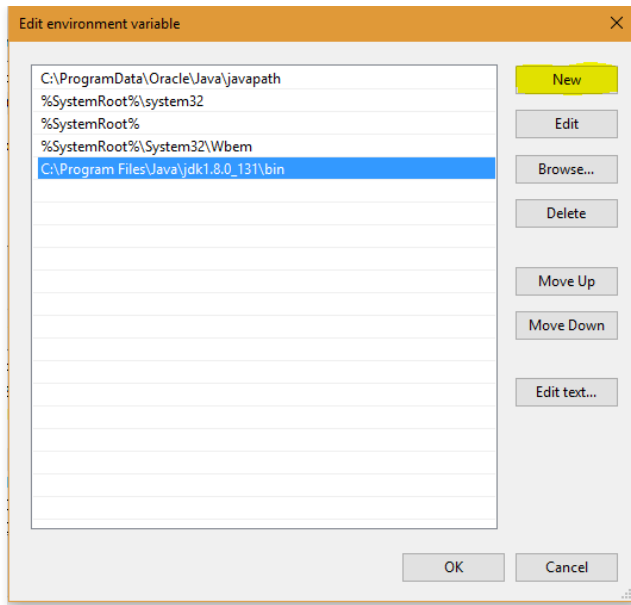 Edit environment variable
C:\ProgramData\Oracle\Java\javapath
%SystemRoot%\system32
%SystemRoot%
%SystemRoot%\System32\Wbem
C:\Program Files\Java\jdk1.8.0_131\bin
New
Edit
Browse...
Delete
Move Up
Move Down
Edit text...
OK
Cancel